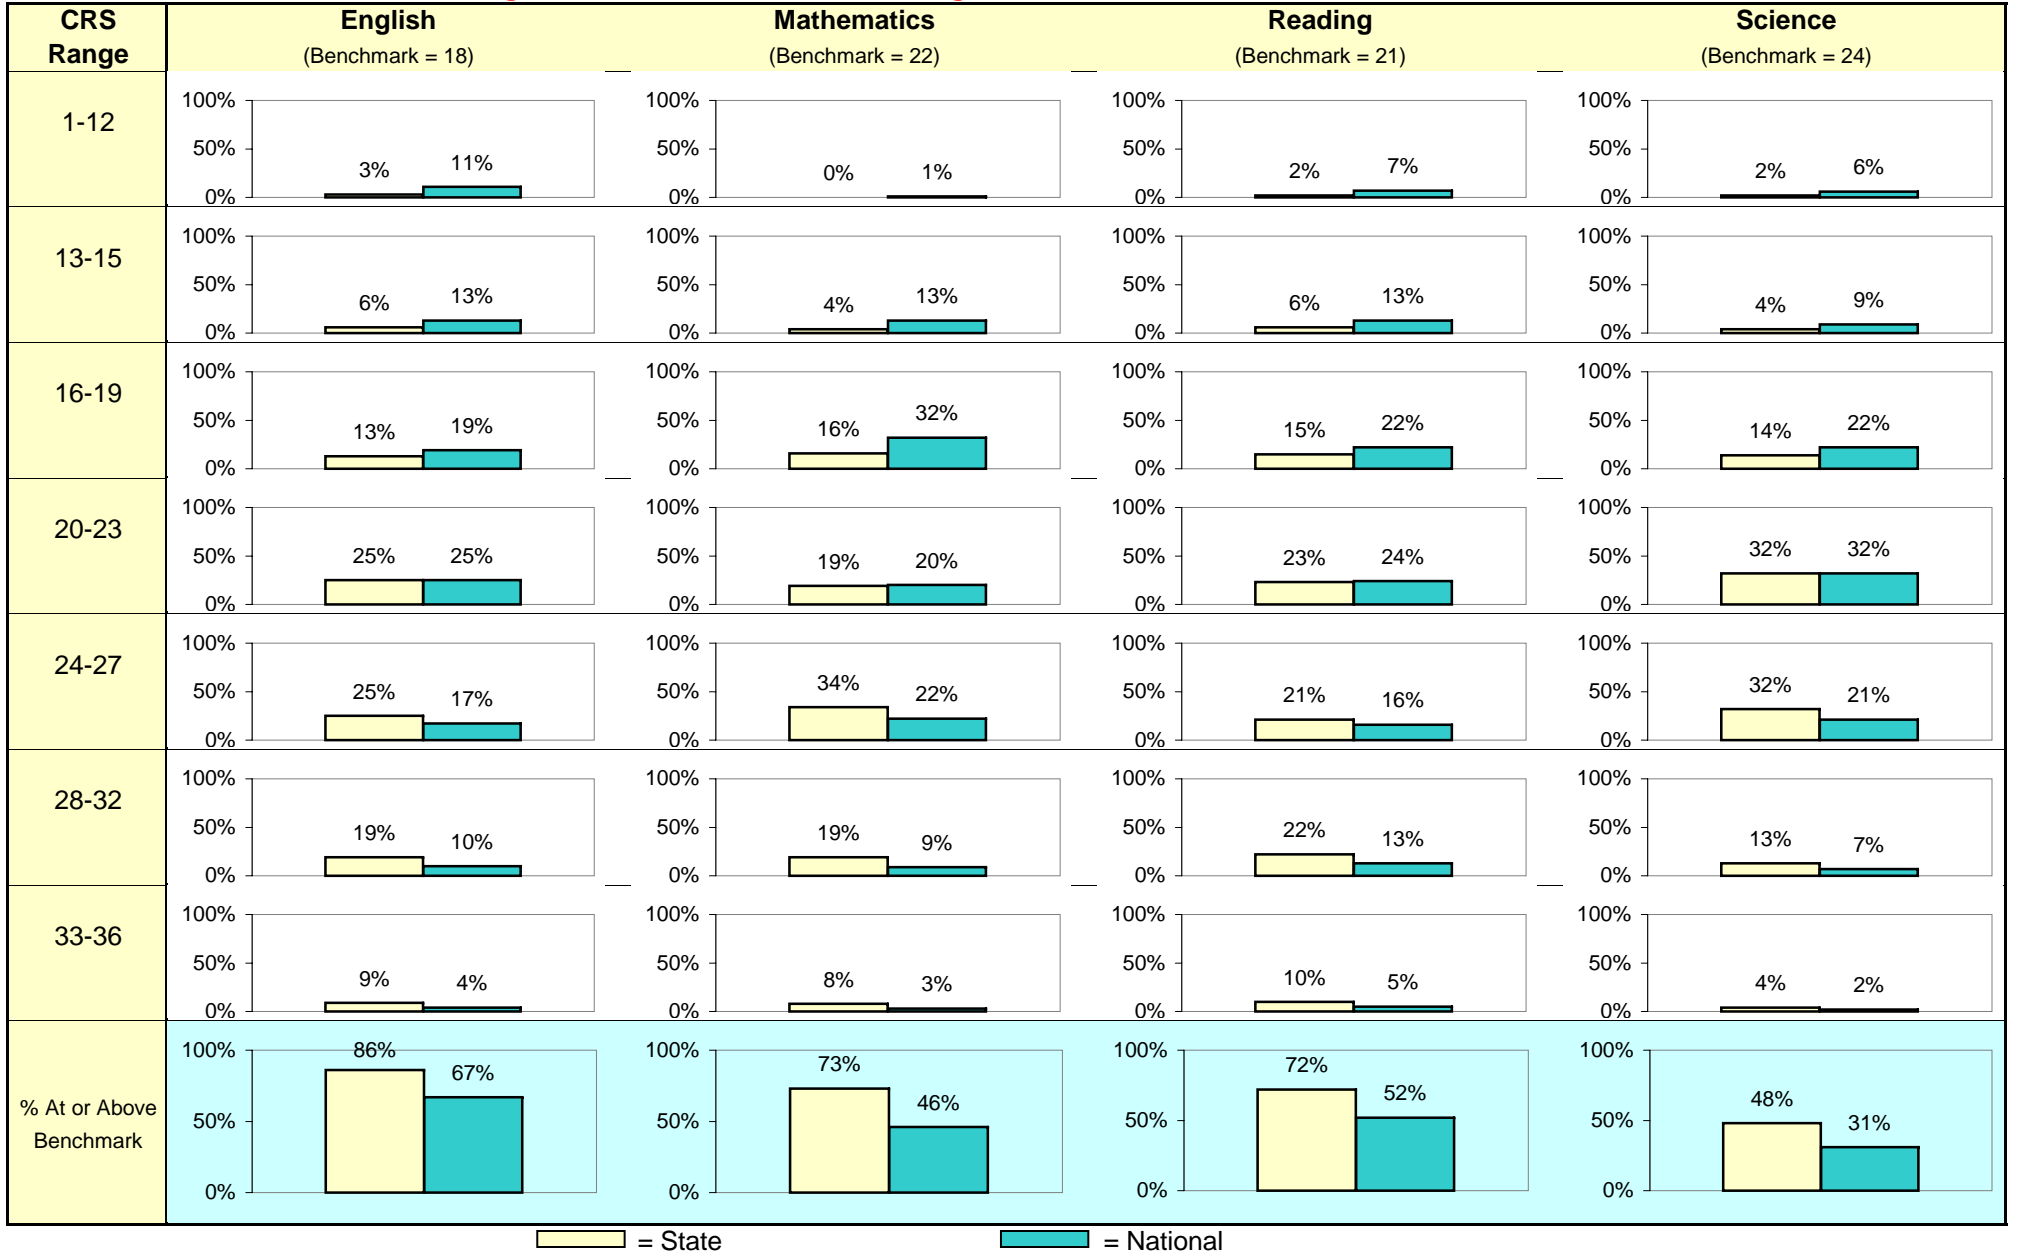 CRS Range English Mathematics Reading Science
(Benchmark = 18) (Benchmark = 22) (Benchmark = 21) (Benchmark = 24)
1-12
100% 100% 100% 100%
50% 3% 11% 50% 0% 1% 50% 2% 7% 50% 2% 6%
0% 0% 0% 0%
13-15
100% 100% 100% 100%
50% 6% 13% 50% 4% 13% 50% 6% 13% 50% 4% 9%
0% 0% 0% 0%
16-19
100% 100% 100% 100%
50% 13% 19% 50% 16% 32% 50% 15% 22% 50% 14% 22%
0% 0% 0% 0%
20-23
100% 100% 100% 100%
50% 25% 25% 50% 19% 20% 50% 23% 24% 50% 32% 32%
0% 0% 0% 0%
24-27
100% 100% 100% 100%
50% 25% 17% 50% 34% 22% 50% 21% 16% 50% 32% 21%
0% 0% 0% 0%
28-32
100% 100% 100% 100%
50% 19% 10% 50% 19% 9% 50% 22% 13% 50% 13% 7%
0% 0% 0% 0%
33-36
100% 100% 100% 100%
50% 9% 4% 50% 8% 3% 50% 10% 5% 50% 4% 2%
0% 0% 0% 0%
% At or Above
Benchmark
100% 86% 67% 100% 73% 46% 100% 72% 52% 100% 48% 31%
50% 50% 50% 50%
0% 0% 0% 0%
= State = National